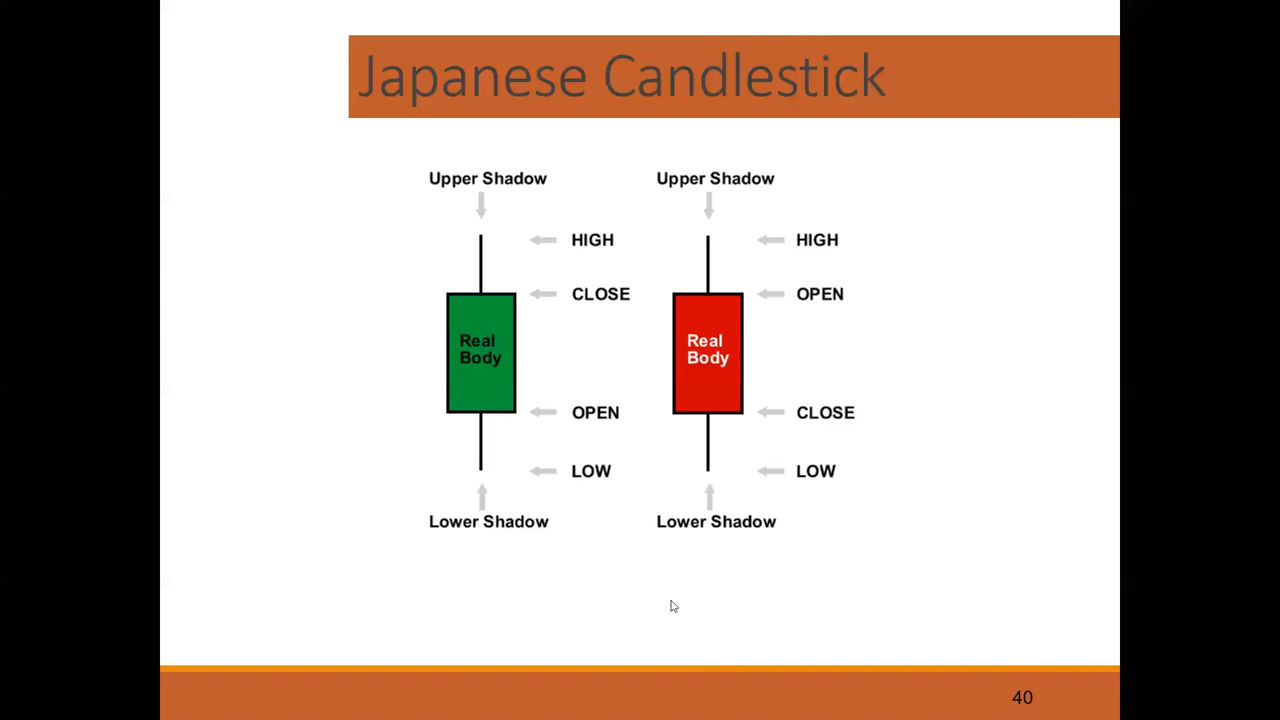 Japanese Candlestick
Upper Shadow Upper Shadow
HIGH HIGH
CLOSE OPEN
Real Real
Body Body
OPEN CLOSE
LOW LOW
Lower Shadow Lower Shadow
40